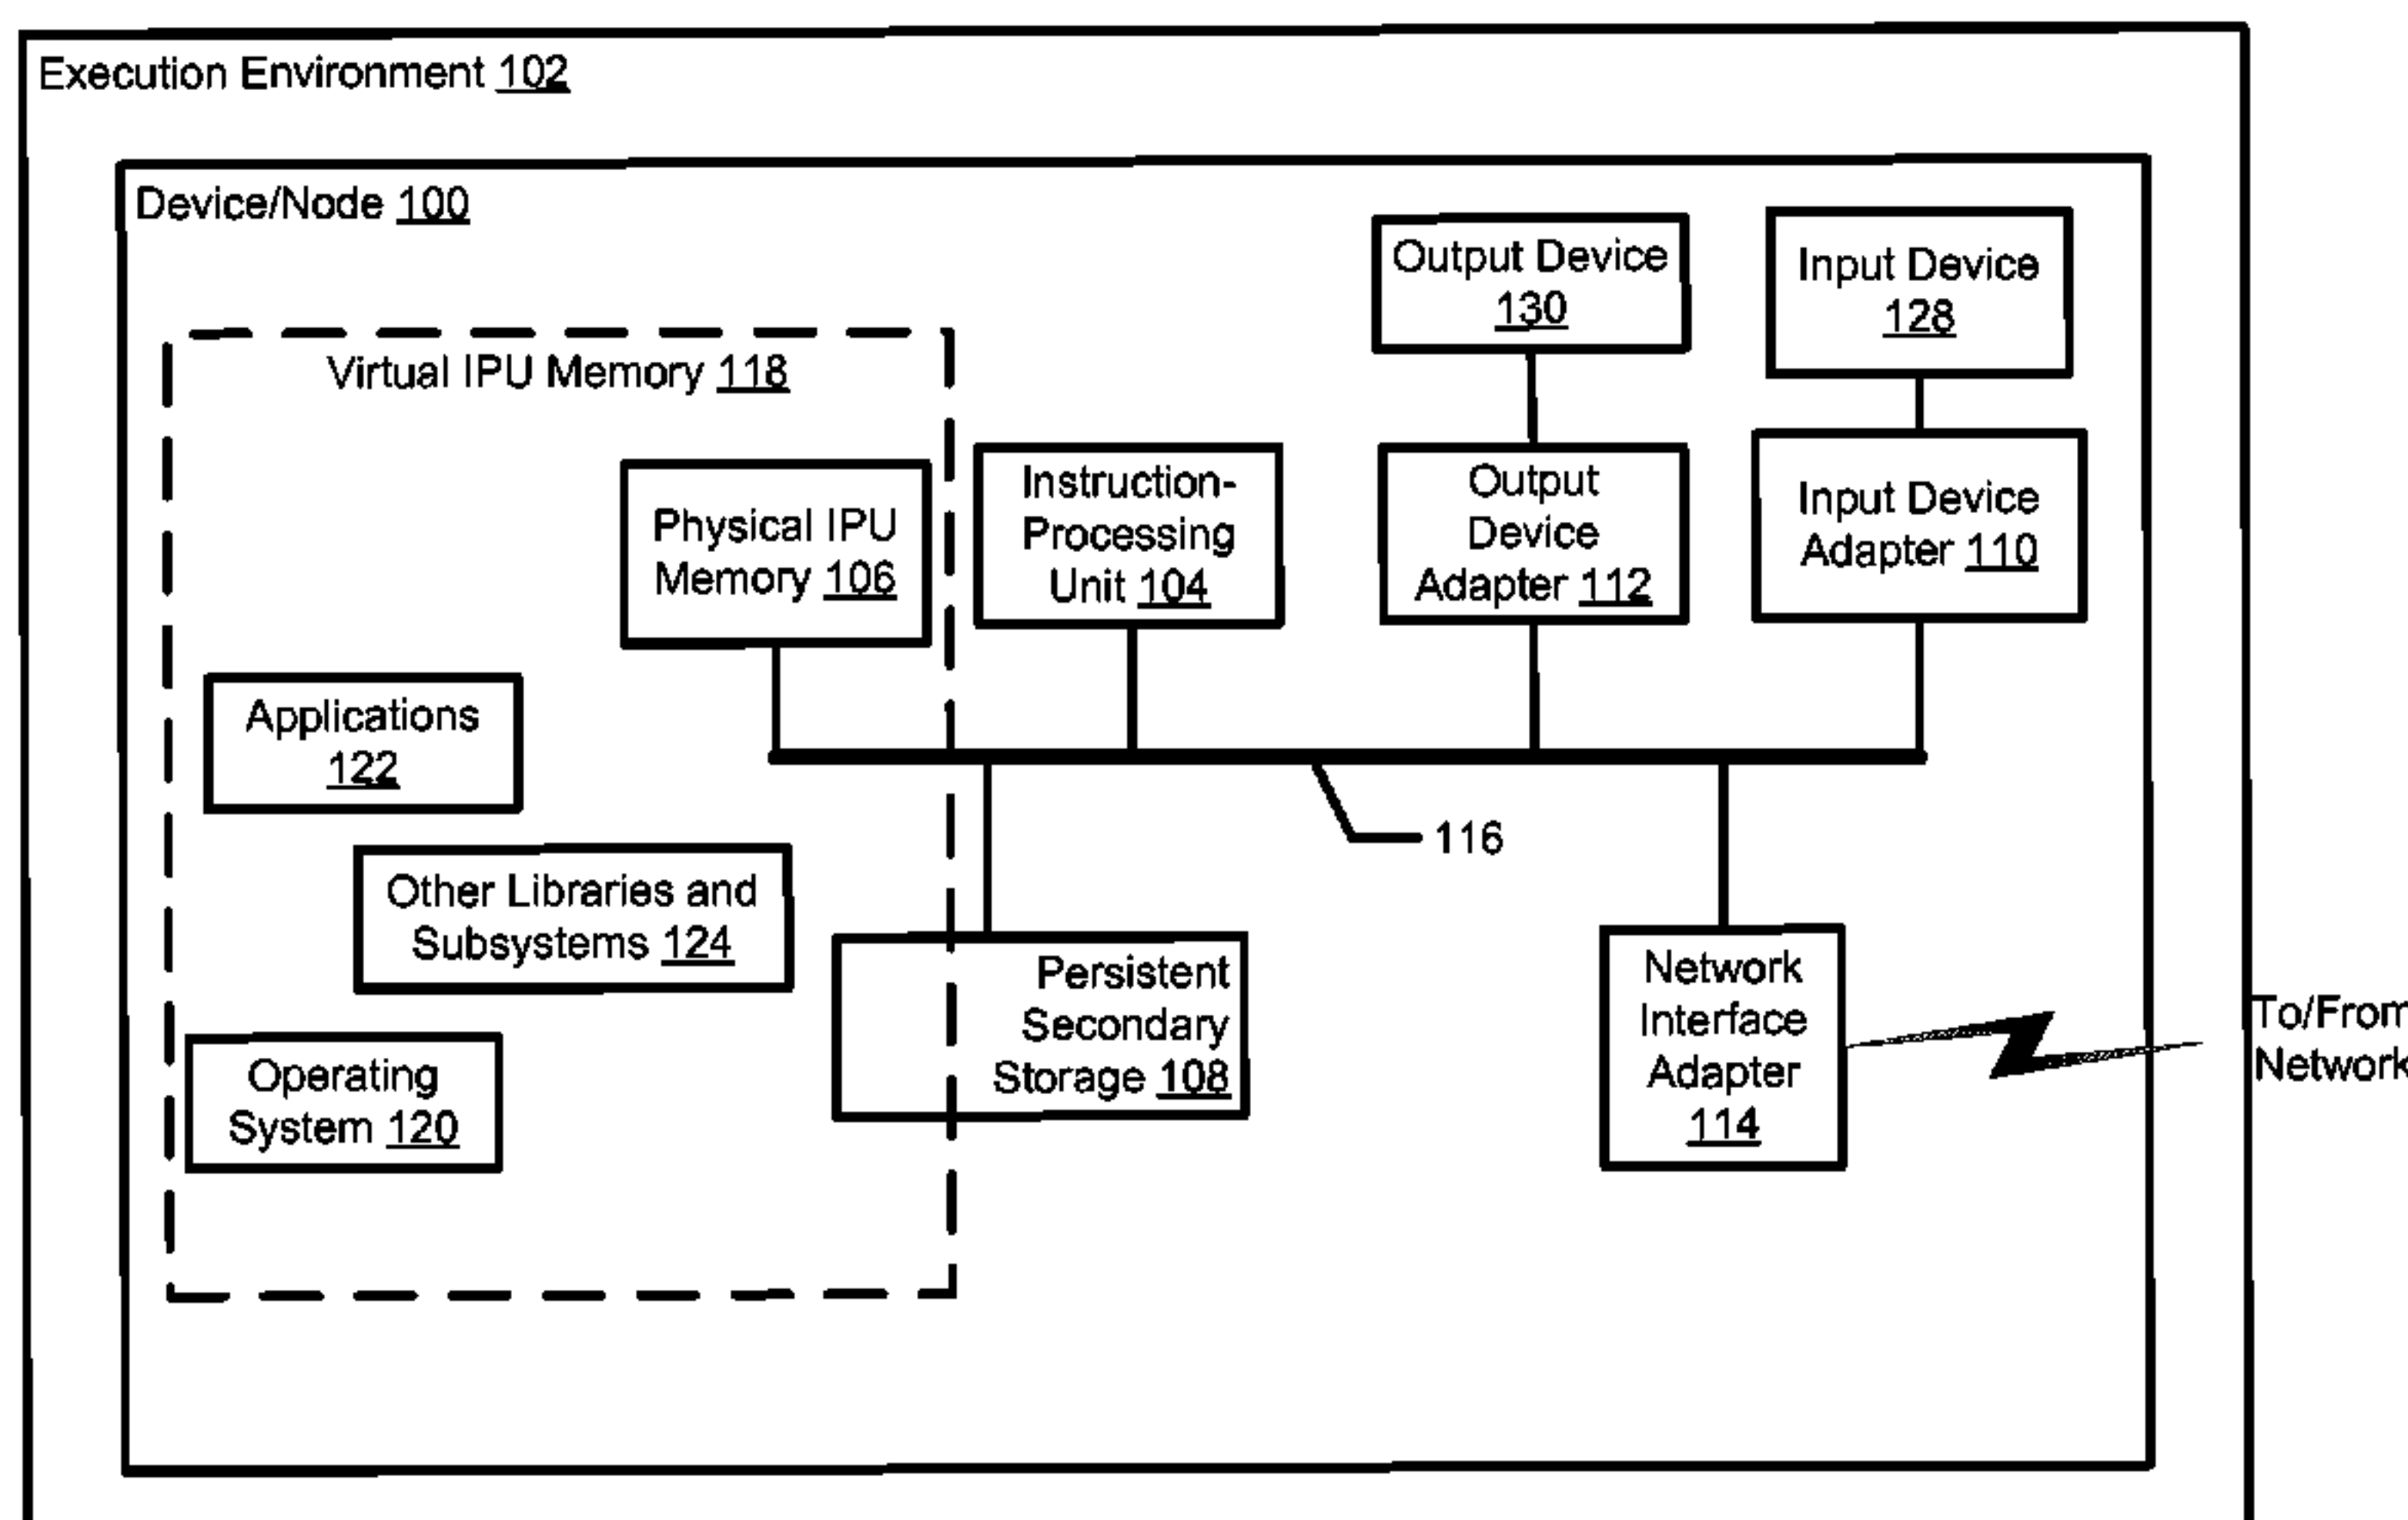 Execution Environment 102
Device/Node 100
Output Device
130
Input Device
128
Virtual IPU Memory 118
Physical IPU
Memory 106
Instruction-
Processing
Unit 104
Output
Device
Adapter 112
Input Device
Adapter 110
Applications
122
116
Other Libraries and
Subsystems 124
Persistent
Secondary
Storage 108
Network
Interface
Adapter
114
To/From
Network
Operating
System 120